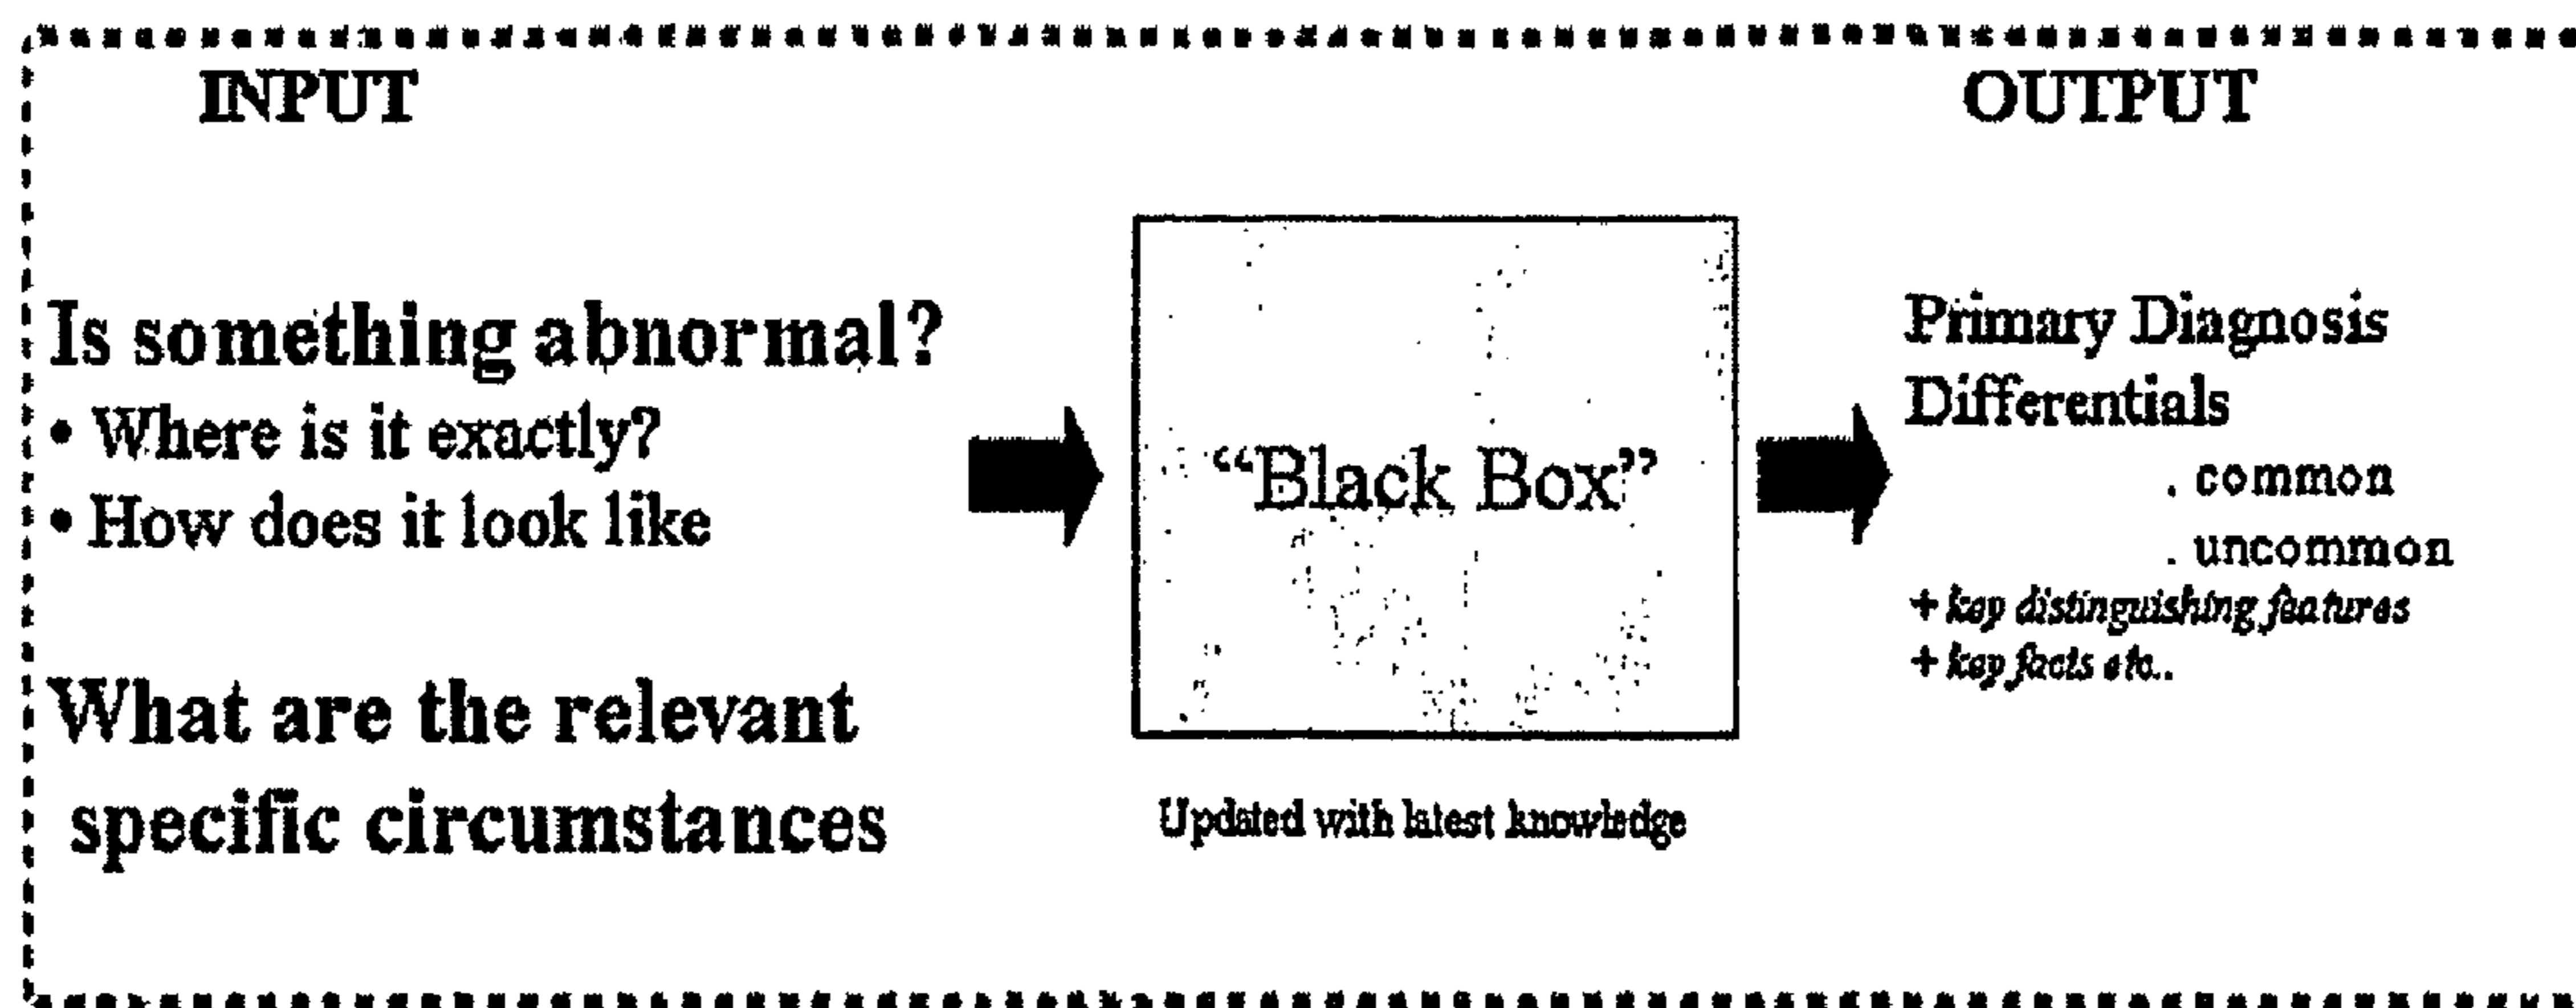 INPUT
OUTPUT
Is something abnormal?
• Where is it exactly?
• How does it look like
What are the relevant
specific circumstances
“Black Box”
Updated with latest knowledge
Primary Diagnosis
Differentials
. common
. uncommon
+ key distinguishing features
+ key facts etc..